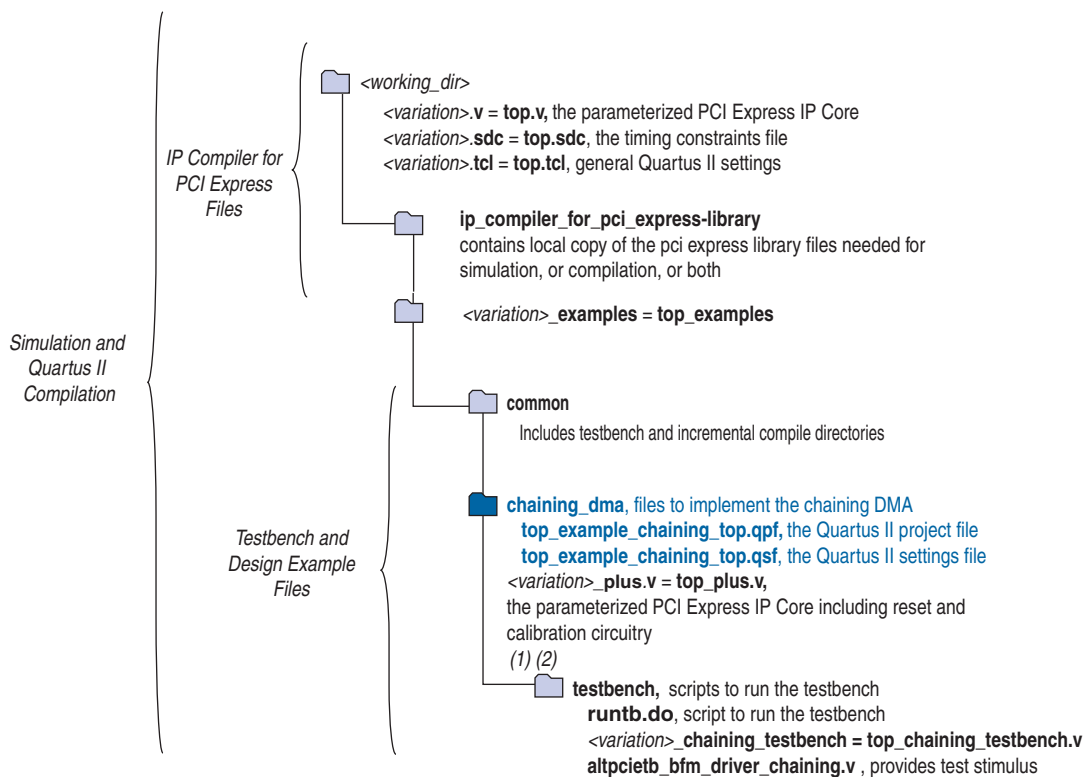 <working_dir>
<variation>.v = top.v, the parameterized PCI Express IP Core
<variation>.sdc = top.sdc, the timing constraints file
<variation>.tcl = top.tcl, general Quartus II settings
IP Compiler for
PCI Express
Files
ip_compiler_for_pci_express-library
contains local copy of the pci express library files needed for
simulation, or compilation, or both
<variation>_examples = top_examples
Simulation and
Quartus II
Compilation
common
Includes testbench and incremental compile directories
Testbench and
Design Example
Files
chaining_dma, files to implement the chaining DMA
top_example_chaining_top.qpf, the Quartus II project file
top_example_chaining_top.qsf, the Quartus II settings file
<variation>_plus.v = top_plus.v,
the parameterized PCI Express IP Core including reset and
calibration circuitry
(1) (2)
testbench, scripts to run the testbench
runtb.do, script to run the testbench
<variation>_chaining_testbench = top_chaining_testbench.v
altpcietb_bfm_driver_chaining.v , provides test stimulus